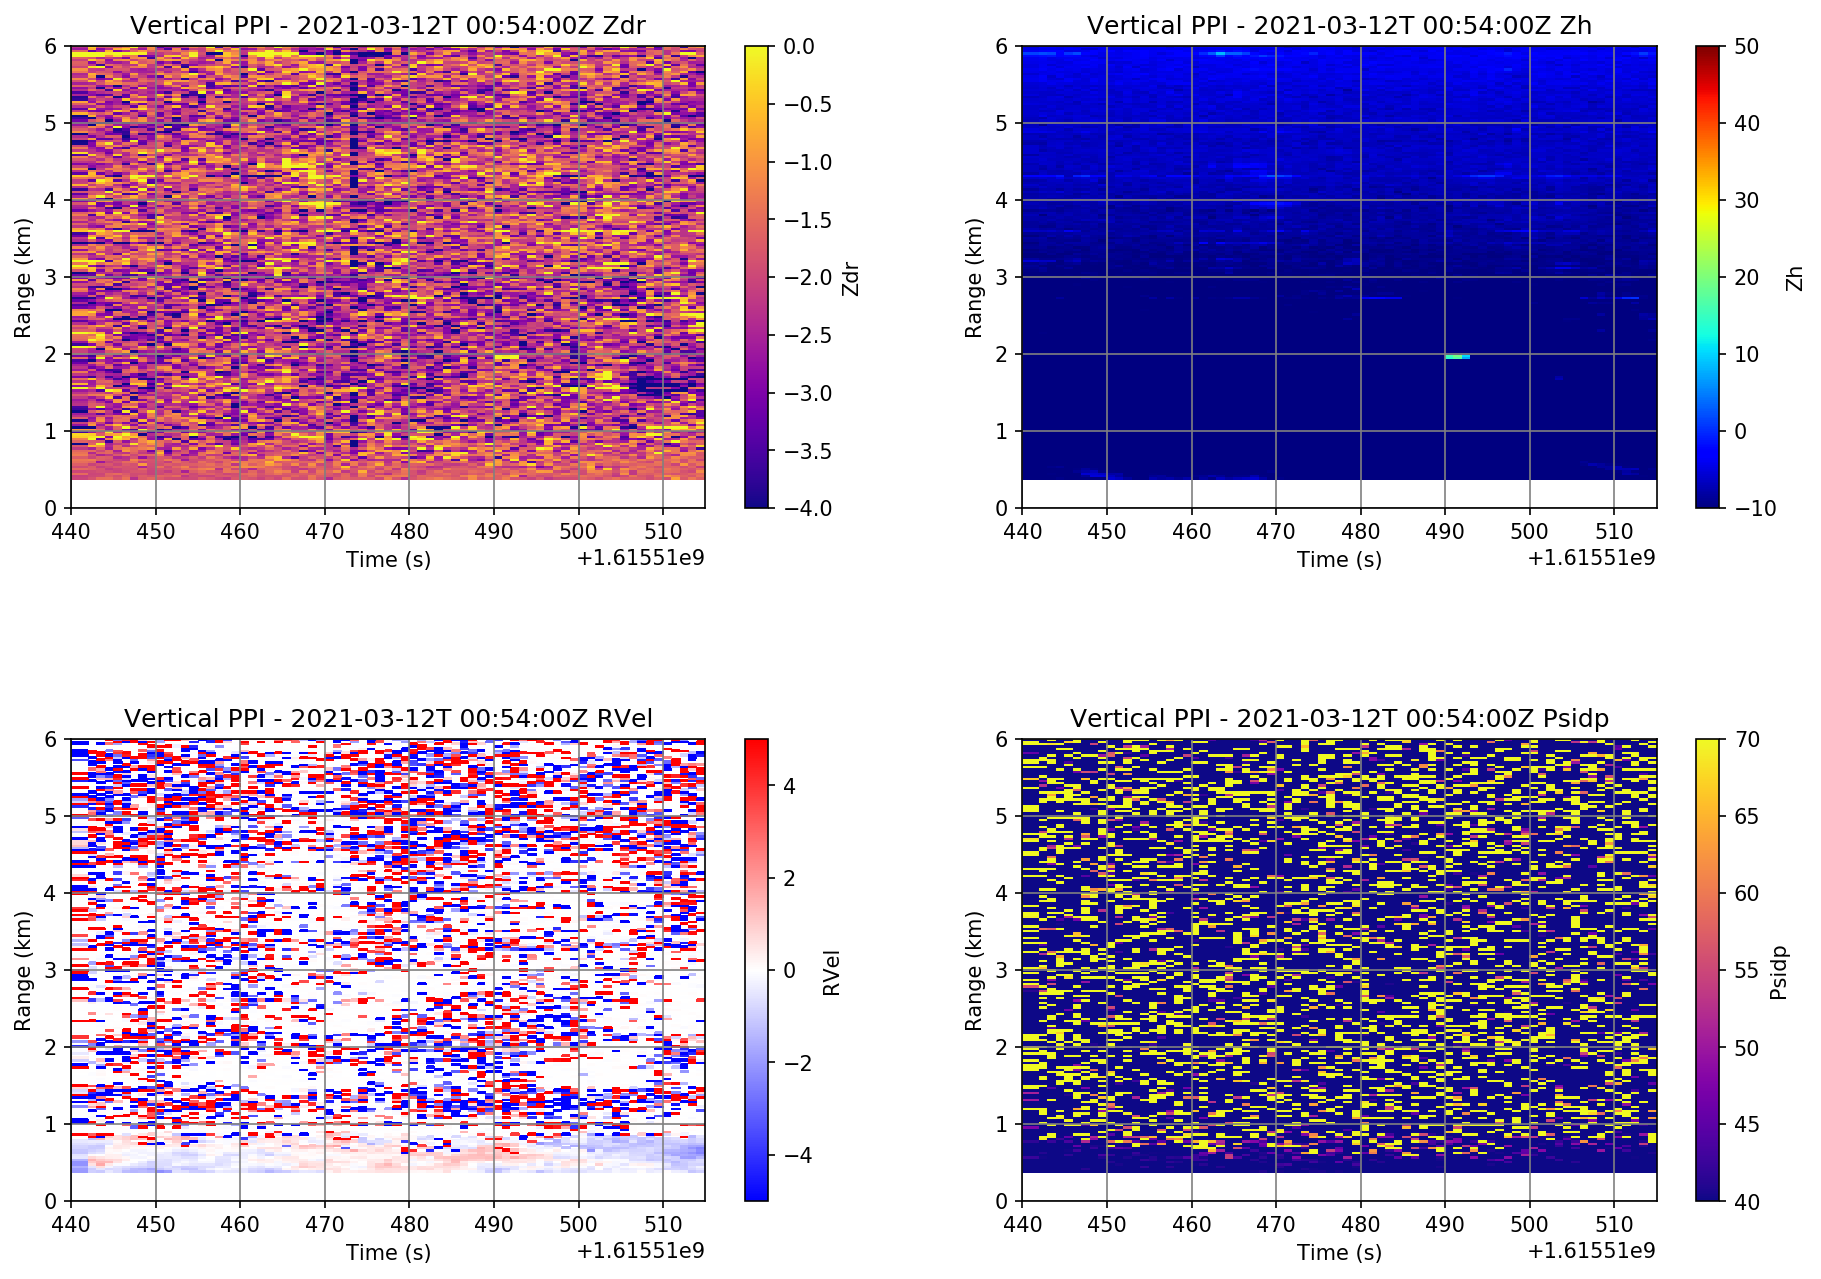 Vertical PPI - 2021-03-12T 00:54:00Z Zdr
6
5
4
3
2
1
0
Range (km)
440 450 460 470 480 490 500 510
Time (s)
+1.61551e9
0.0
−0.5
−1.0
−1.5
−2.0
−2.5
−3.0
−3.5
−4.0
Zdr
Vertical PPI - 2021-03-12T 00:54:00Z Zh
6
5
4
3
2
1
0
Range (km)
440 450 460 470 480 490 500 510
Time (s)
+1.61551e9
50
40
30
20
10
0
−10
Zh
Vertical PPI - 2021-03-12T 00:54:00Z RVel
6
5
4
3
2
1
0
Range (km)
440 450 460 470 480 490 500 510
Time (s)
+1.61551e9
4
2
0
−2
−4
RVel
Vertical PPI - 2021-03-12T 00:54:00Z Psidp
6
5
4
3
2
1
0
Range (km)
440 450 460 470 480 490 500 510
Time (s)
+1.61551e9
70
65
60
55
50
45
40
Psidp